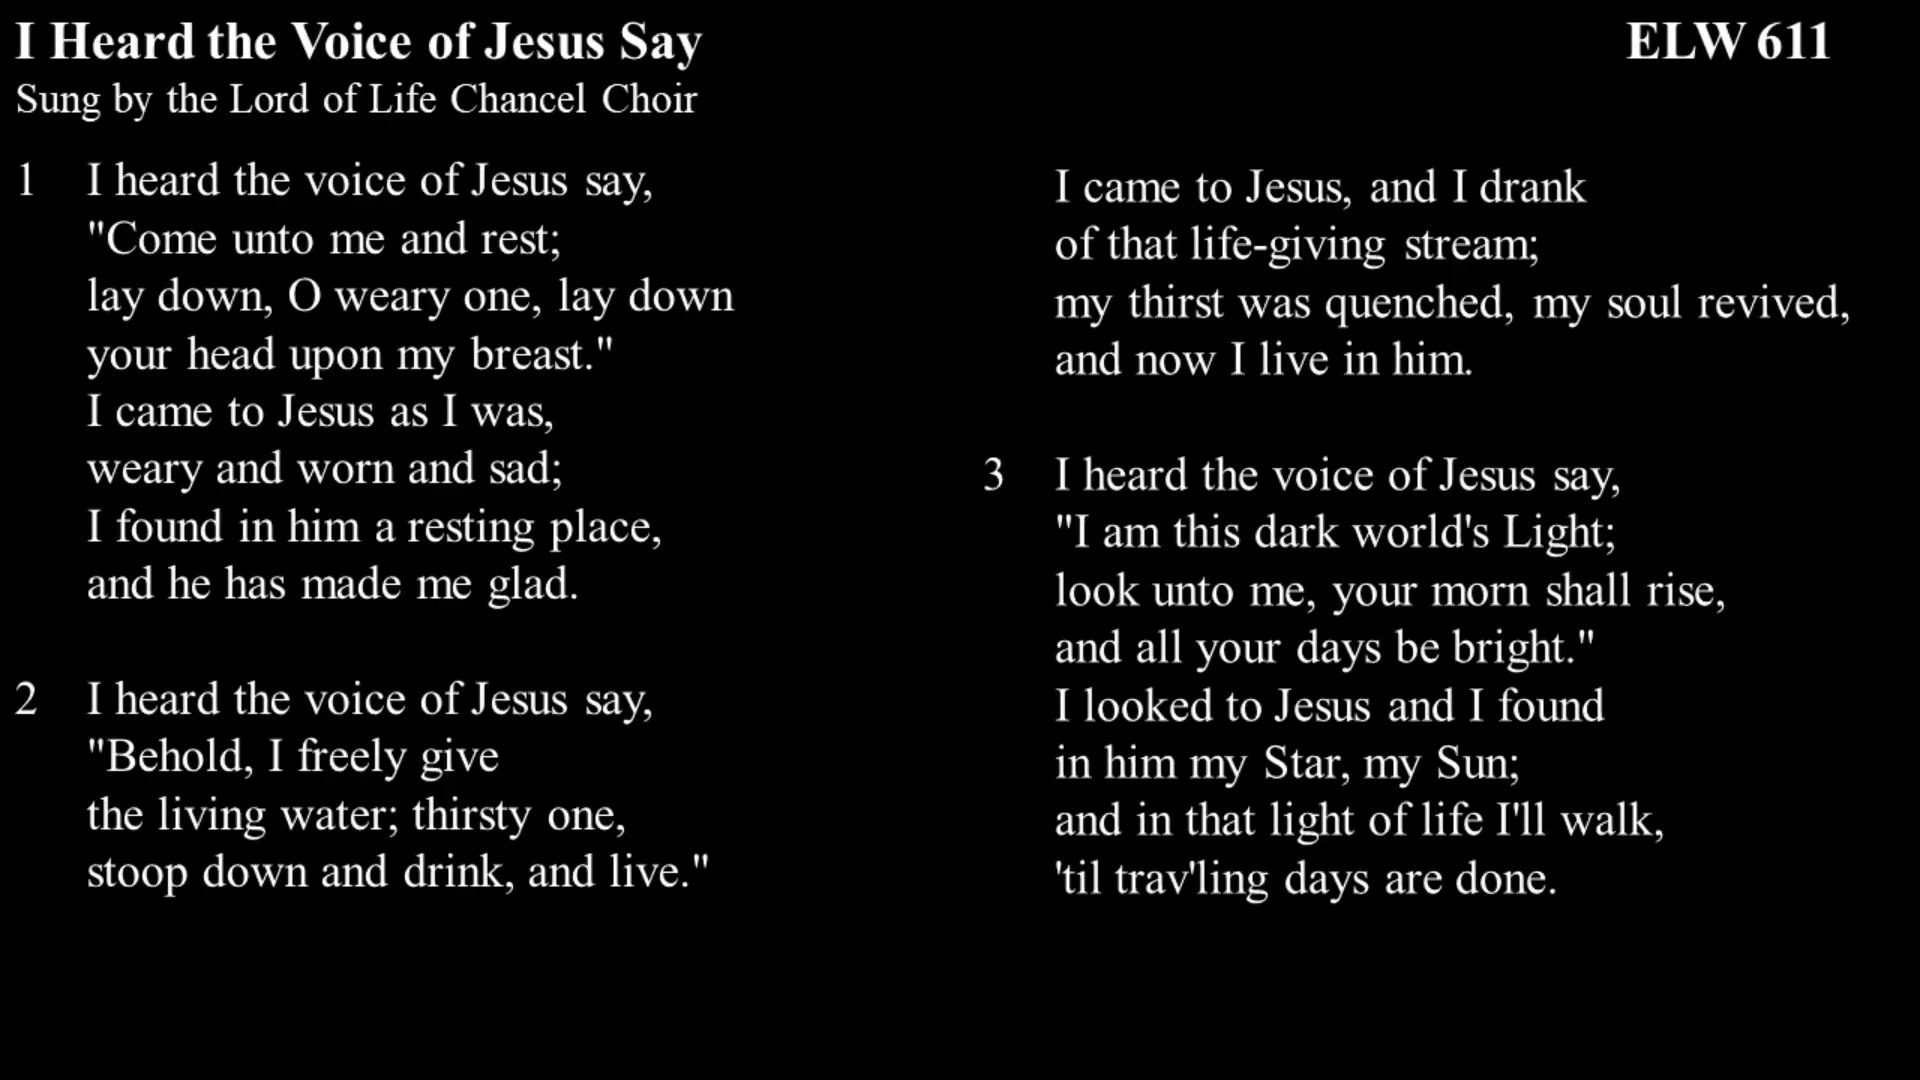 I Heard the Voice of Jesus Say
ELW 611
Sung by the Lord of Life Chancel Choir
1 I heard the voice of Jesus say,
"Come unto me and rest;
lay down, O weary one, lay down
your head upon my breast."
I came to Jesus as I was,
weary and worn and sad;
I found in him a resting place,
and he has made me glad.
2 I heard the voice of Jesus say,
"Behold, I freely give
the living water; thirsty one,
stoop down and drink, and live."
I came to Jesus, and I drank
of that life-giving stream;
my thirst was quenched, my soul revived,
and now I live in him.
3 I heard the voice of Jesus say,
"I am this dark world's Light;
look unto me, your morn shall rise,
and all your days be bright."
I looked to Jesus and I found
in him my Star, my Sun;
and in that light of life I'll walk,
'til trav'ling days are done.